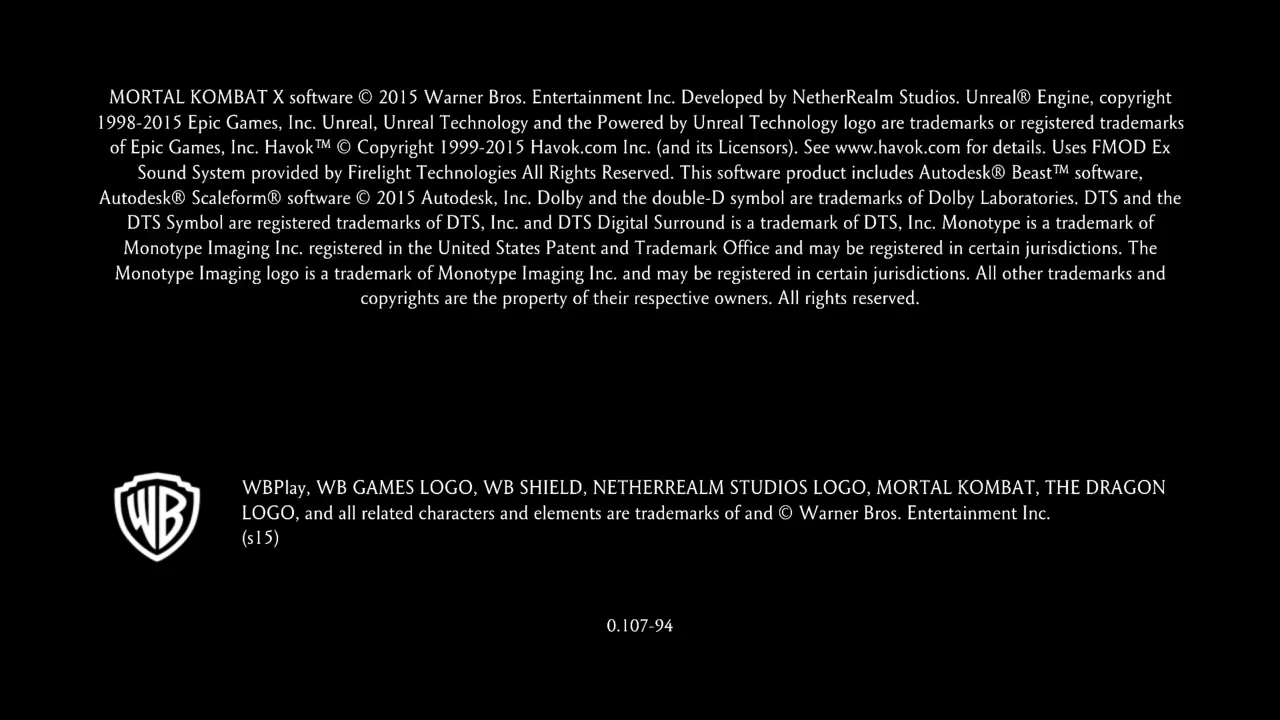 MORTAL KOMBAT X software © 2015 Warner Bros. Entertainment Inc. Developed by NetherRealm Studios. Unreal® Engine, copyright
1998-2015 Epic Games, Inc. Unreal, Unreal Technology and the Powered by Unreal Technology logo are trademarks or registered trademarks
of Epic Games, Inc. Havok™ © Copyright 1999-2015 Havok.com Inc. (and its Licensors). See www.havok.com for details. Uses FMOD Ex
Sound System provided by Firelight Technologies All Rights Reserved. This software product includes Autodesk® Beast™ software,
Autodesk® Scaleform® software © 2015 Autodesk, Inc. Dolby and the double-D symbol are trademarks of Dolby Laboratories. DTS and the
DTS Symbol are registered trademarks of DTS, Inc. and DTS Digital Surround is a trademark of DTS, Inc. Monotype is a trademark of
Monotype Imaging Inc. registered in the United States Patent and Trademark Office and may be registered in certain jurisdictions. The
Monotype Imaging logo is a trademark of Monotype Imaging Inc. and may be registered in certain jurisdictions. All other trademarks and
copyrights are the property of their respective owners. All rights reserved.
WB
WBPlay, WB GAMES LOGO, WB SHIELD, NETHERREALM STUDIOS LOGO, MORTAL KOMBAT, THE DRAGON
LOGO, and all related characters and elements are trademarks of and © Warner Bros. Entertainment Inc.
(s15)
0.107-94